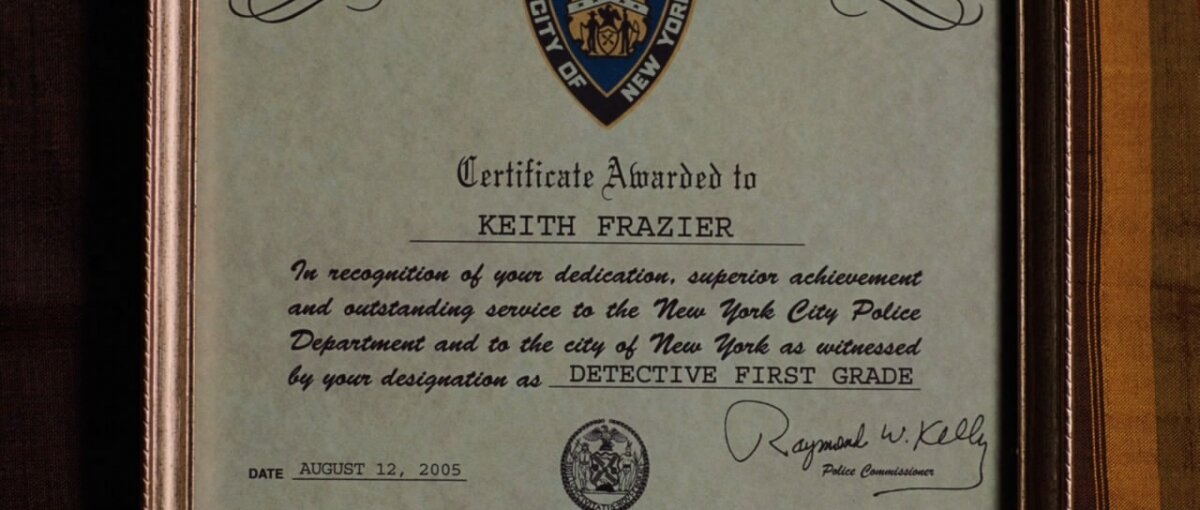 CITY OF NEW YORK
Certificate Awarded to
KEITH FRAZIER
In recognition of your dedication, superior achievement
and outstanding service to the New York City Police
Department and to the city of New York as witnessed
by your designation as DETECTIVE FIRST GRADE
DATE AUGUST 12, 2005
Raymond W. Kelly
Police Commissioner